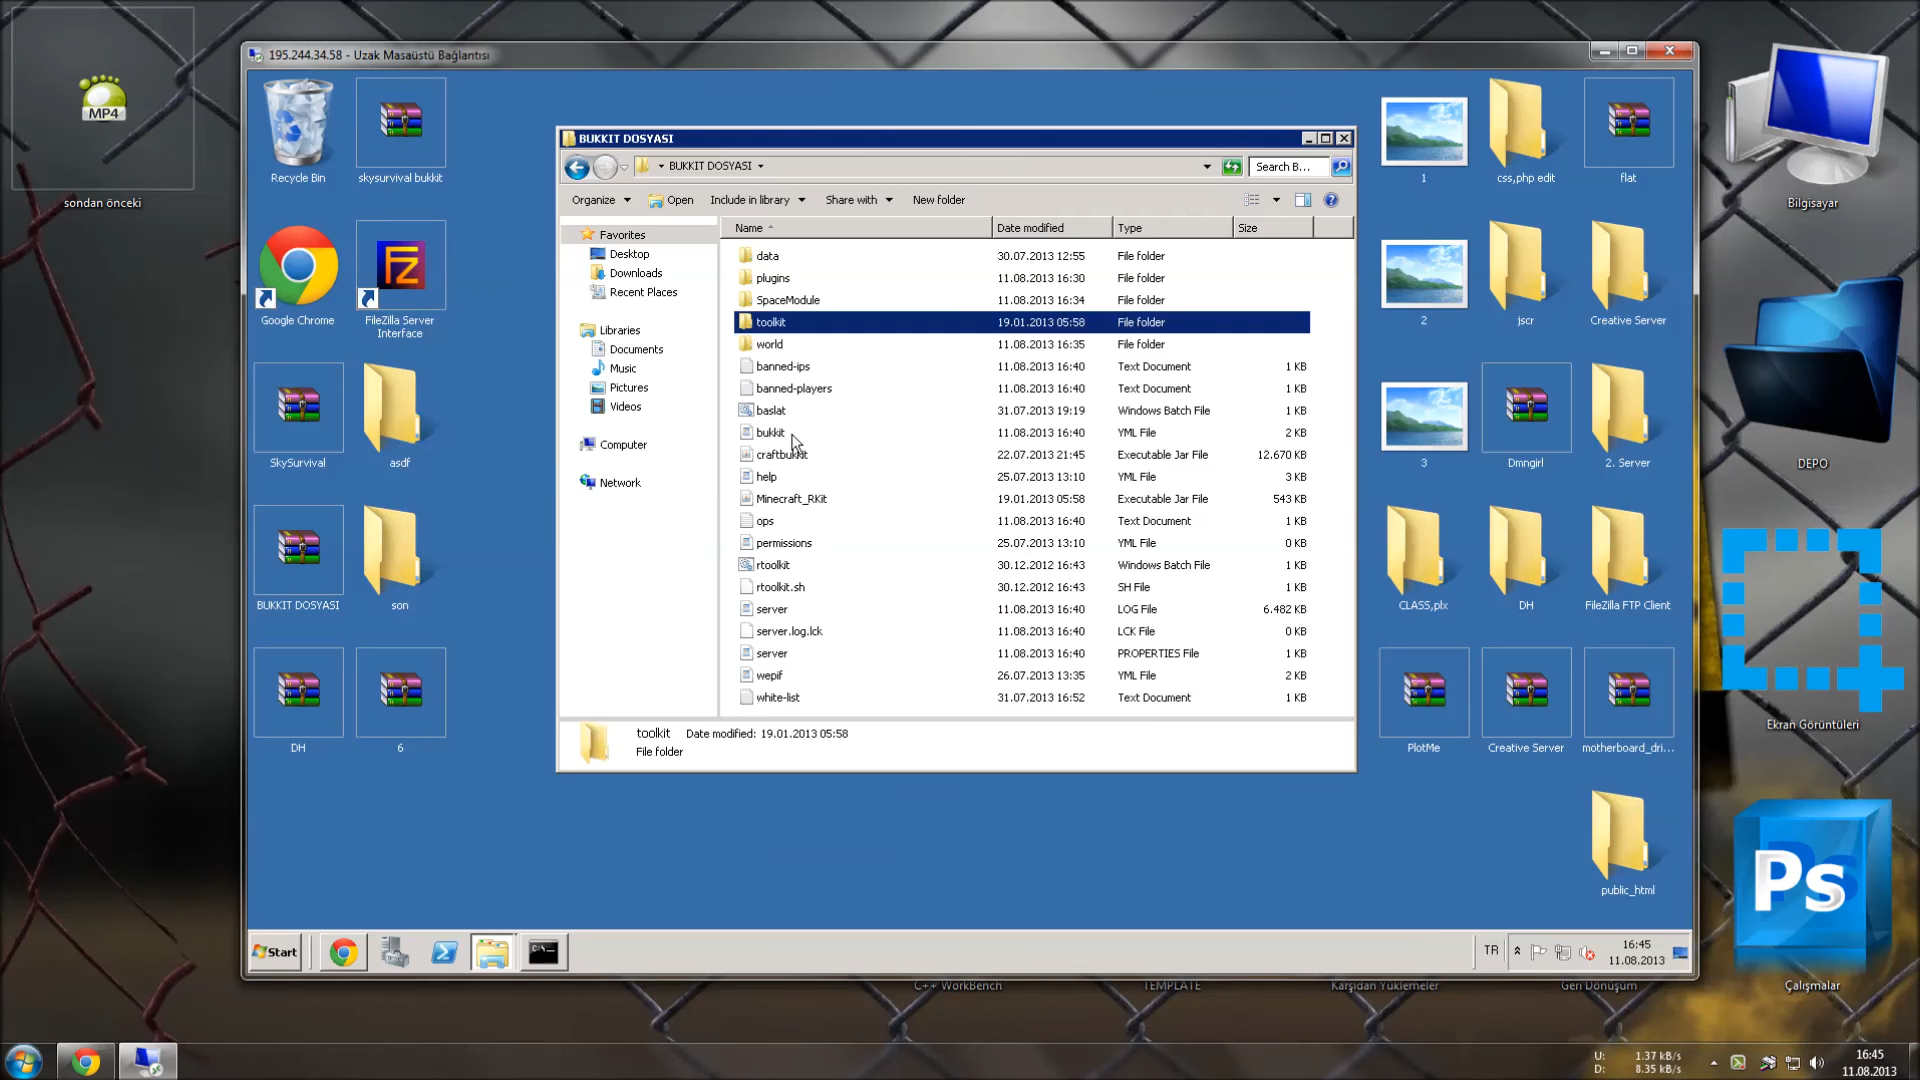 MP4
sondan önceki
195.244.34.58 - Uzak Masaüstü Bağlantısı
Recycle Bin
skysurvival bukkit
Google Chrome
FileZilla Server
Interface
SkySurvival
asdf
BUKKIT DOSYASI
son
DH
6
BUKKIT DOSYASI
BUKKIT DOSYASI
Search B...
Organize
Open
Include in library
Share with
New folder
Favorites
Desktop
Downloads
Recent Places
Libraries
Documents
Music
Pictures
Videos
Computer
Network
Name Date modified Type Size
data 30.07.2013 12:55 File folder
plugins 11.08.2013 16:30 File folder
SpaceModule 11.08.2013 16:34 File folder
toolkit 19.01.2013 05:58 File folder
world 11.08.2013 16:35 File folder
banned-ips 11.08.2013 16:40 Text Document 1 KB
banned-players 11.08.2013 16:40 Text Document 1 KB
baslat 31.07.2013 19:19 Windows Batch File 1 KB
bukkit 11.08.2013 16:40 YML File 2 KB
craftbukkit 22.07.2013 21:45 Executable Jar File 12.670 KB
help 25.07.2013 13:10 YML File 3 KB
Minecraft_RKit 19.01.2013 05:58 Executable Jar File 543 KB
ops 11.08.2013 16:40 Text Document 1 KB
permissions 25.07.2013 13:10 YML File 0 KB
rtoolkit 30.12.2012 16:43 Windows Batch File 1 KB
rtoolkit.sh 30.12.2012 16:43 SH File 1 KB
server 11.08.2013 16:40 LOG File 6.482 KB
server.log.lck 11.08.2013 16:40 LCK File 0 KB
server 11.08.2013 16:40 PROPERTIES File 1 KB
wepif 26.07.2013 13:35 YML File 2 KB
white-list 31.07.2013 16:52 Text Document 1 KB
toolkit Date modified: 19.01.2013 05:58
File folder
1
css,php edit
flat
2
jscr
Creative Server
3
Dmngirl
2. Server
CLASS,plx
DH
FileZilla FTP Client
PlotMe
Creative Server
motherboard_dri...
public_html
Bilgisayar
DEPO
Ekran Görüntüleri
Ps
Çalışmalar
Start
C:\_
TR
16:45
11.08.2013
C++ WorkBench
TEMPLATE
Karşıdan Yüklemeler
Geri Dönüşüm
U: 1.37 kB/s
D: 8.35 kB/s
16:45
11.08.2013